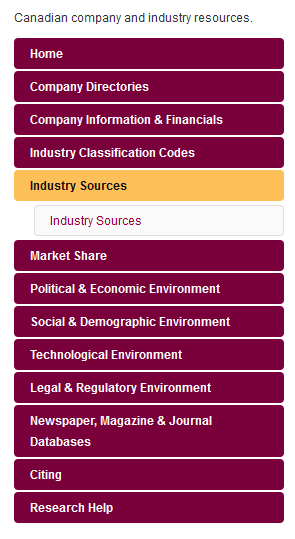 Canadian company and industry resources.
Home
Company Directories
Company Information & Financials
Industry Classification Codes
Industry Sources
Industry Sources
Market Share
Political & Economic Environment
Social & Demographic Environment
Technological Environment
Legal & Regulatory Environment
Newspaper, Magazine & Journal
Databases
Citing
Research Help